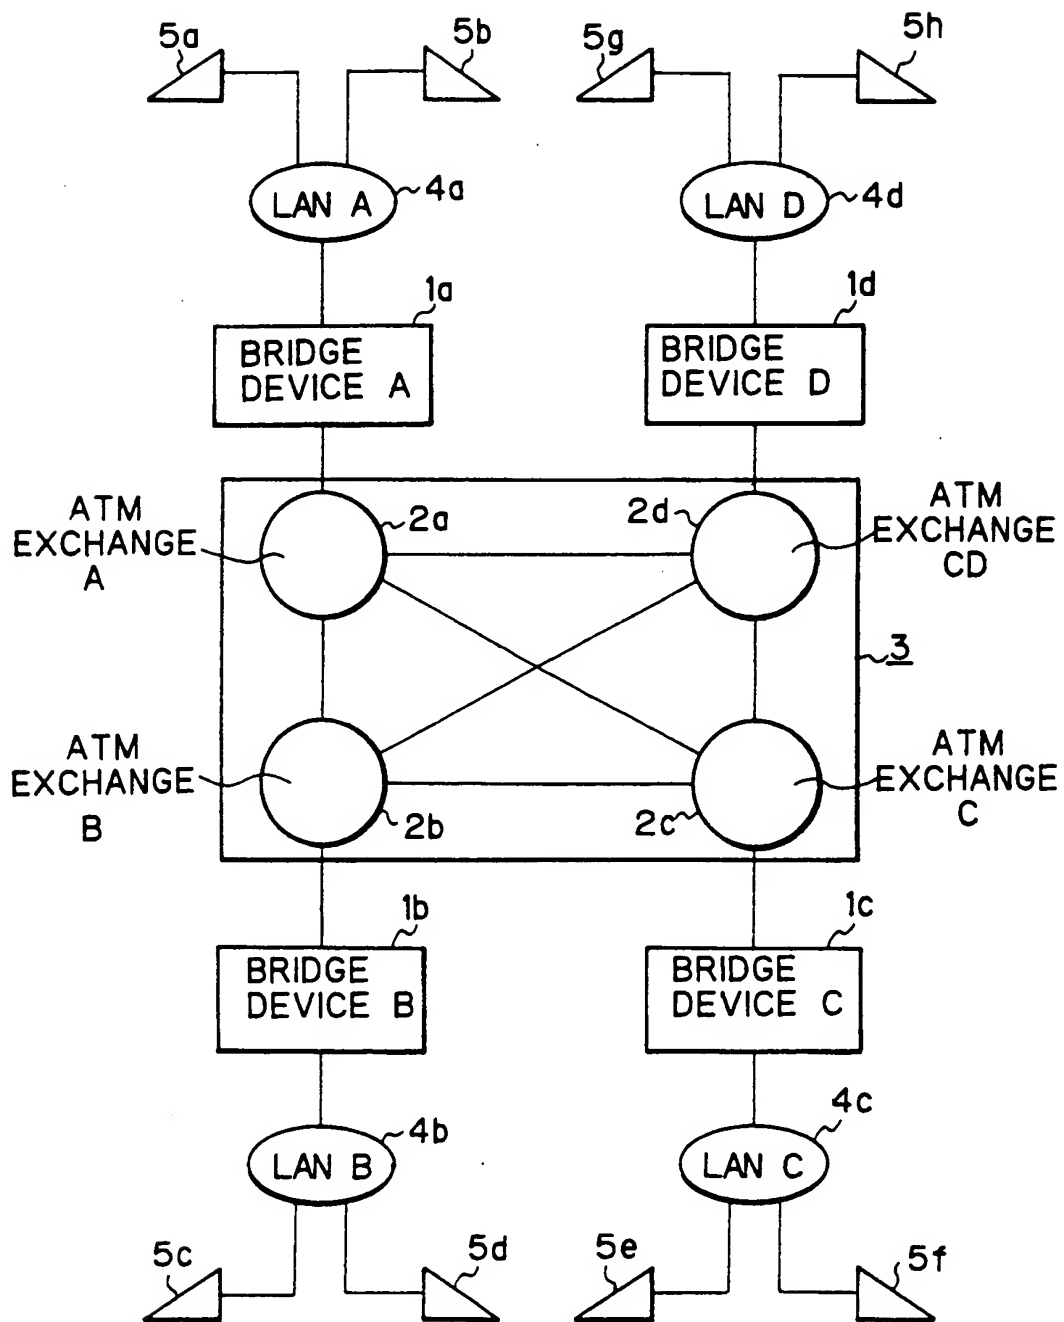 5a
5b
5g
5h
LAN A
4a
LAN D
4d
1a
1d
BRIDGE
DEVICE A
BRIDGE
DEVICE D
ATM
EXCHANGE
A
2a
2d
ATM
EXCHANGE
CD
3
ATM
EXCHANGE
B
2b
2c
ATM
EXCHANGE
C
1b
1c
BRIDGE
DEVICE B
BRIDGE
DEVICE C
LAN B
4b
LAN C
4c
5c
5d
5e
5f